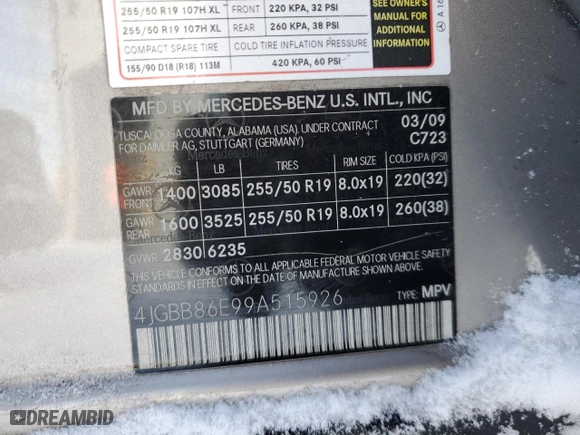 255/50 R19 107H XL FRONT 220 KPA, 32 PSI
255/50 R19 107H XL REAR 260 KPA, 38 PSI
COMPACT SPARE TIRE COLD TIRE INFLATION PRESSURE
155/90 D18 (R18) 113M 420 KPA, 60 PSI
SEE OWNER'S
MANUAL FOR
ADDITIONAL
INFORMATION
MFD BY MERCEDES-BENZ U.S. INTL., INC
TUSCALOOSA COUNTY, ALABAMA (USA), UNDER CONTRACT 03/09
FOR DAIMLER AG, STUTTGART (GERMANY) C723
KG LB TIRES RIM SIZE COLD KPA (PSI)
GAWR FRONT 1400 3085 255/50 R19 8.0x19 220(32)
GAWR REAR 1600 3525 255/50 R19 8.0x19 260(38)
GVWR 2830 6235
THIS VEHICLE CONFORMS TO ALL APPLICABLE FEDERAL MOTOR VEHICLE SAFETY AND
THEFT PREVENTION STANDARDS IN EFFECT ON THE DATE OF MANUFACTURE SHOWN ABOVE.
4JGBB86E99A515926 TYPE: MPV
DREAMBID